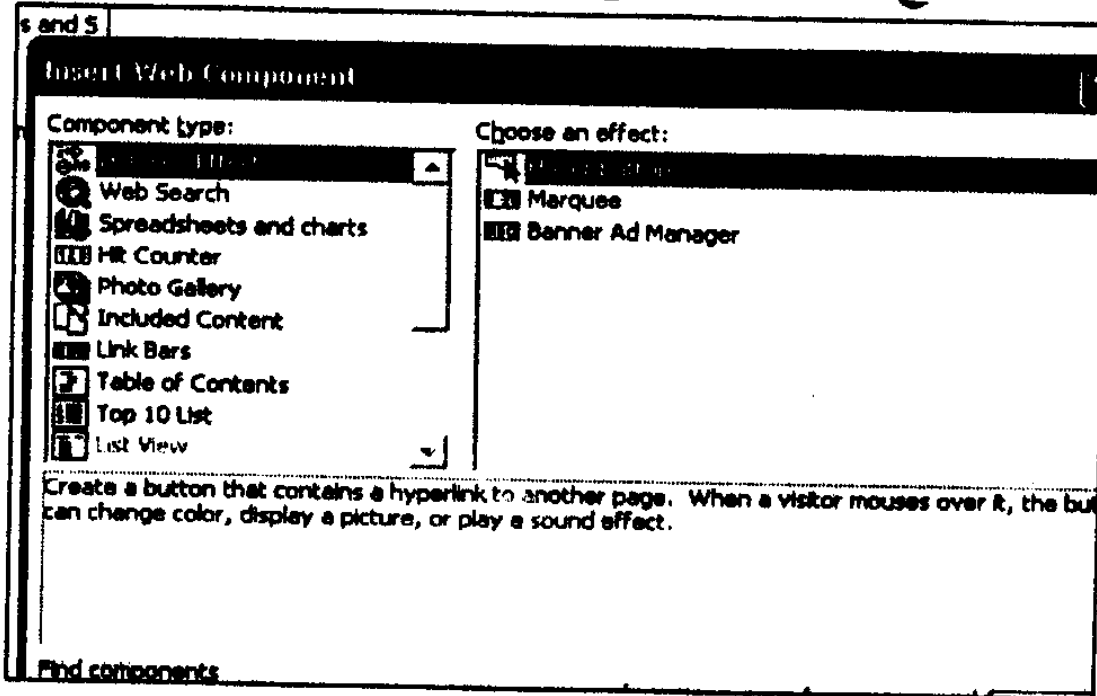 s and S
Insert Web Component
Component type:
Web Search
Spreadsheets and charts
Hit Counter
Photo Gallery
Included Content
Link Bars
Table of Contents
Top 10 List
List View
Choose an effect:
Marquee
Banner Ad Manager
Create a button that contains a hyperlink to another page. When a visitor mouses over it, the but
can change color, display a picture, or play a sound effect.
Find components